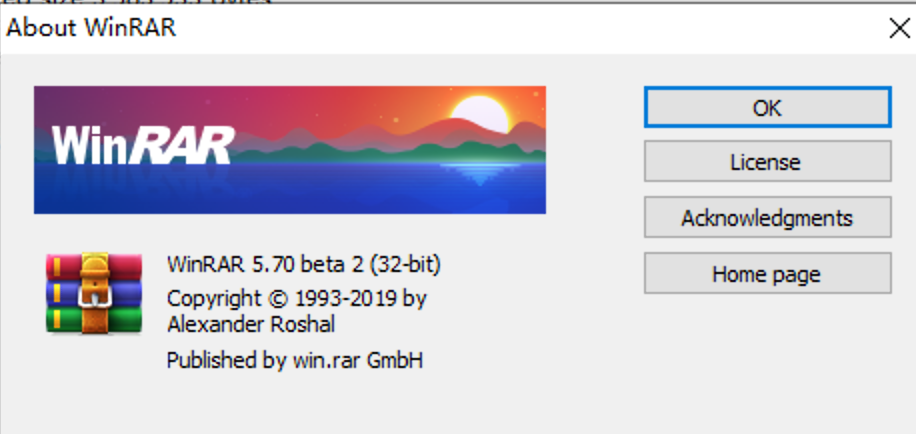 About WinRAR
WinRAR
OK
License
Acknowledgments
Home page
WinRAR 5.70 beta 2 (32-bit)
Copyright © 1993-2019 by
Alexander Roshal
Published by win.rar GmbH